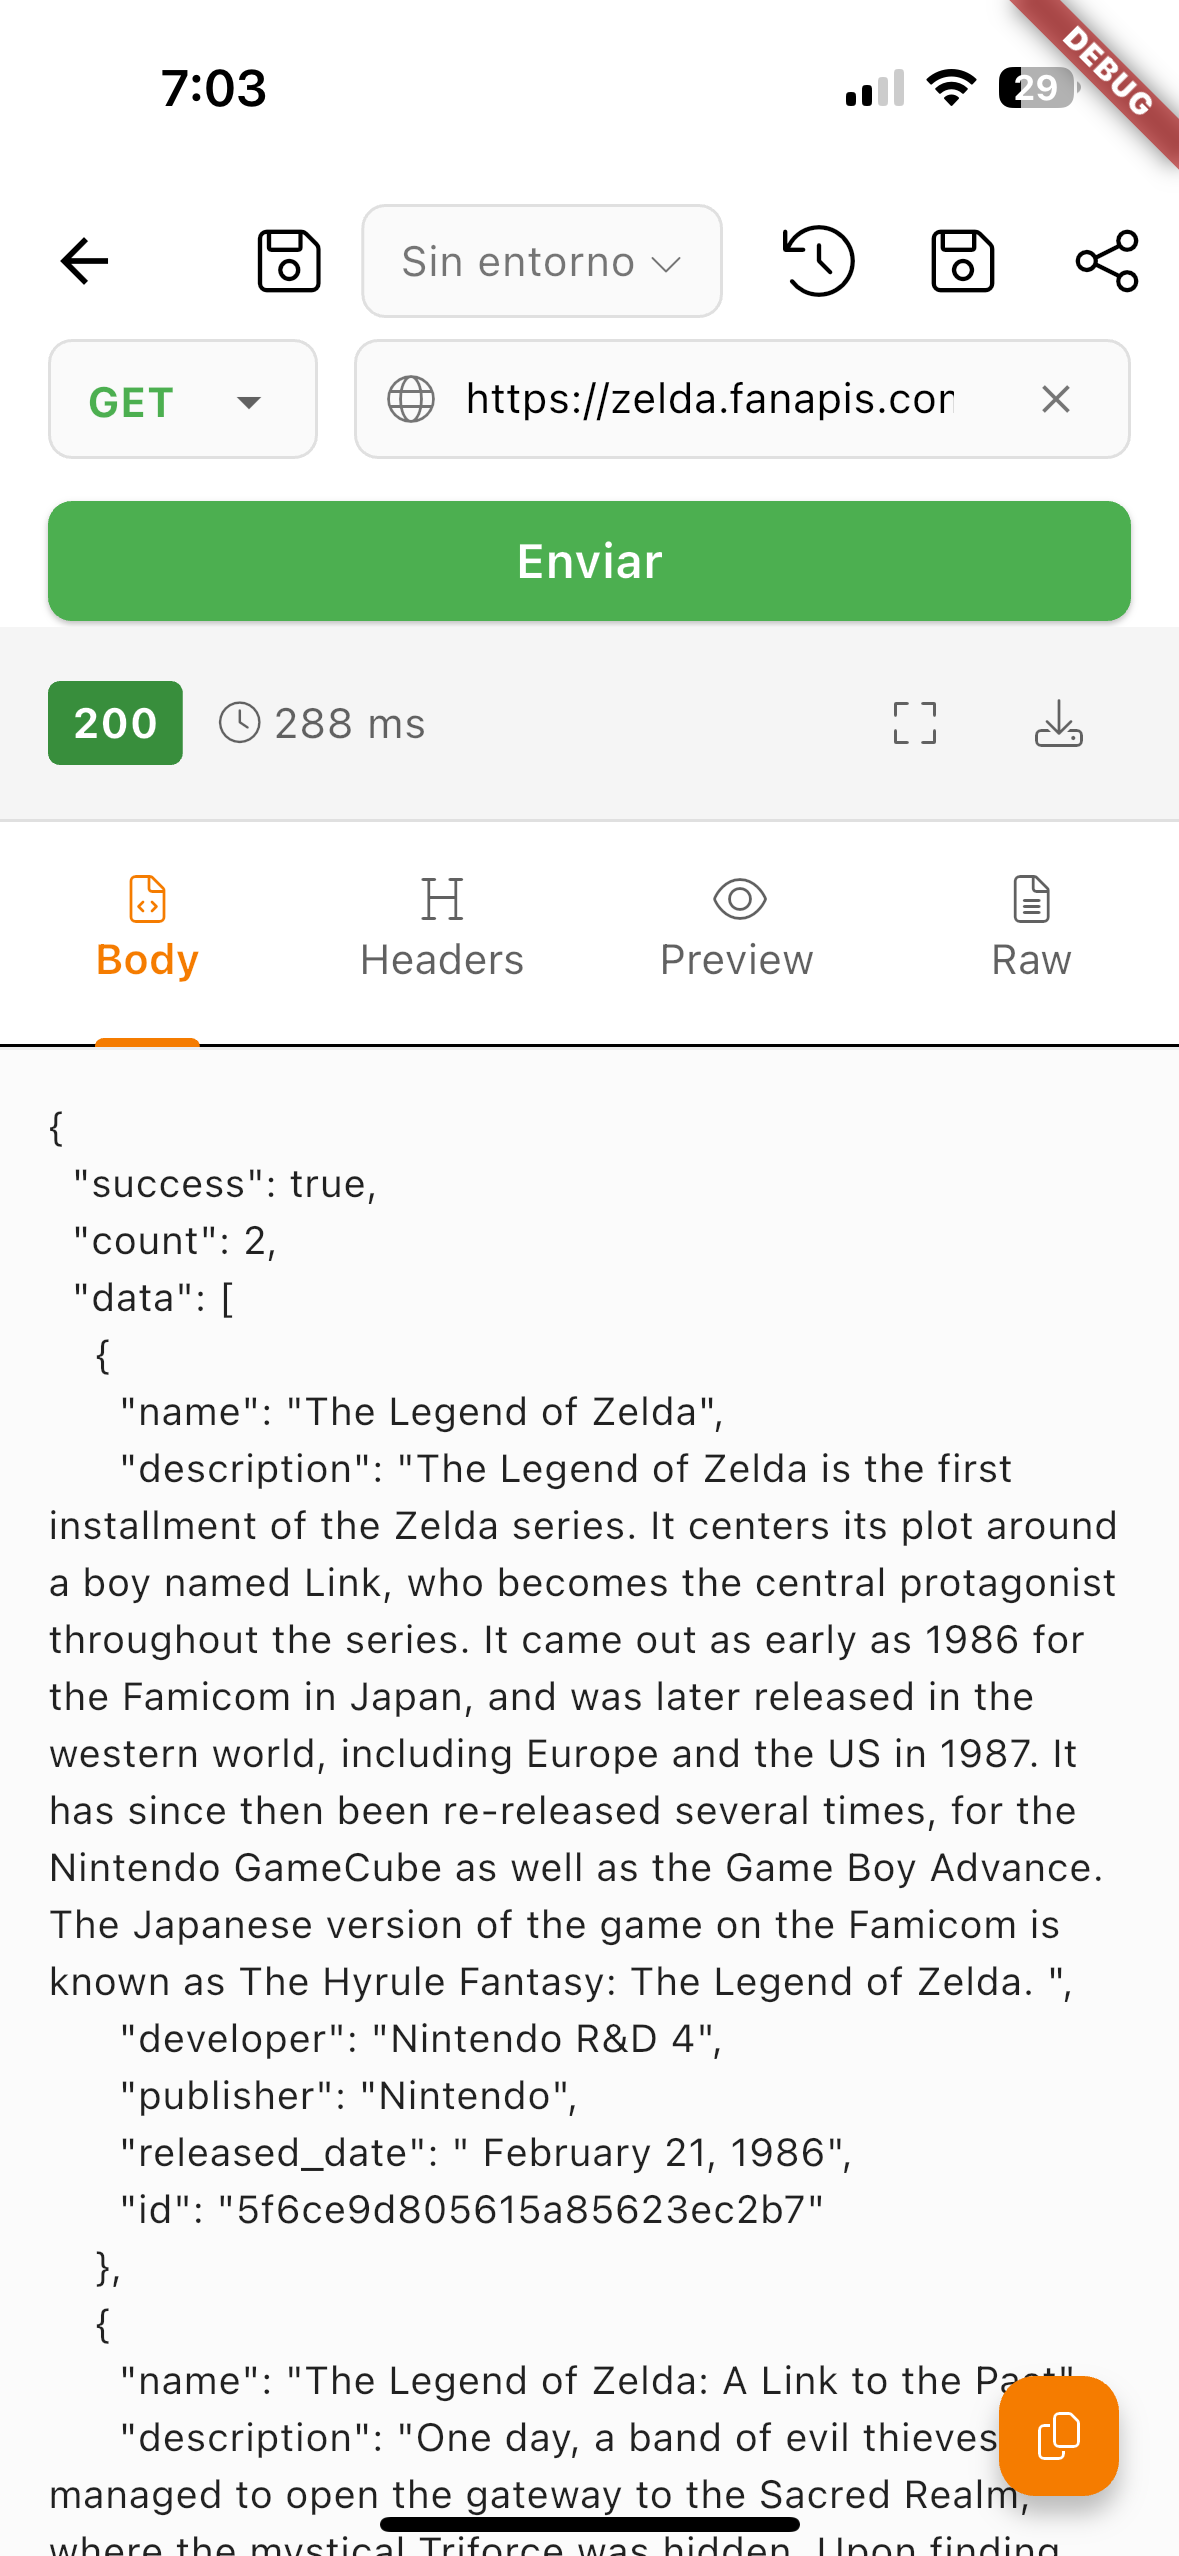 7:03
29
DEBUG
Sin entorno
GET
https://zelda.fanapis.con
Enviar
200
288 ms
Body
Headers
Preview
Raw
{
"success": true,
"count": 2,
"data": [
{
"name": "The Legend of Zelda",
"description": "The Legend of Zelda is the first
installment of the Zelda series. It centers its plot around
a boy named Link, who becomes the central protagonist
throughout the series. It came out as early as 1986 for
the Famicom in Japan, and was later released in the
western world, including Europe and the US in 1987. It
has since then been re-released several times, for the
Nintendo GameCube as well as the Game Boy Advance.
The Japanese version of the game on the Famicom is
known as The Hyrule Fantasy: The Legend of Zelda. ",
"developer": "Nintendo R&D 4",
"publisher": "Nintendo",
"released_date": " February 21, 1986",
"id": "5f6ce9d805615a85623ec2b7"
},
{
"name": "The Legend of Zelda: A Link to the Past"
"description": "One day, a band of evil thieves
managed to open the gateway to the Sacred Realm,
where the mystical Triforce was hidden. Upon finding